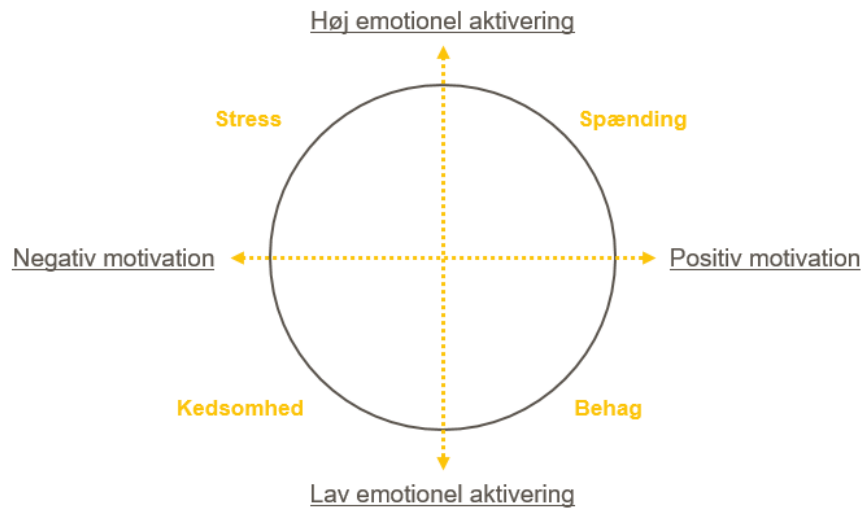 Høj emotionel aktivering
Stress
Spænding
Negativ motivation
Positiv motivation
Kedsomhed
Behag
Lav emotionel aktivering